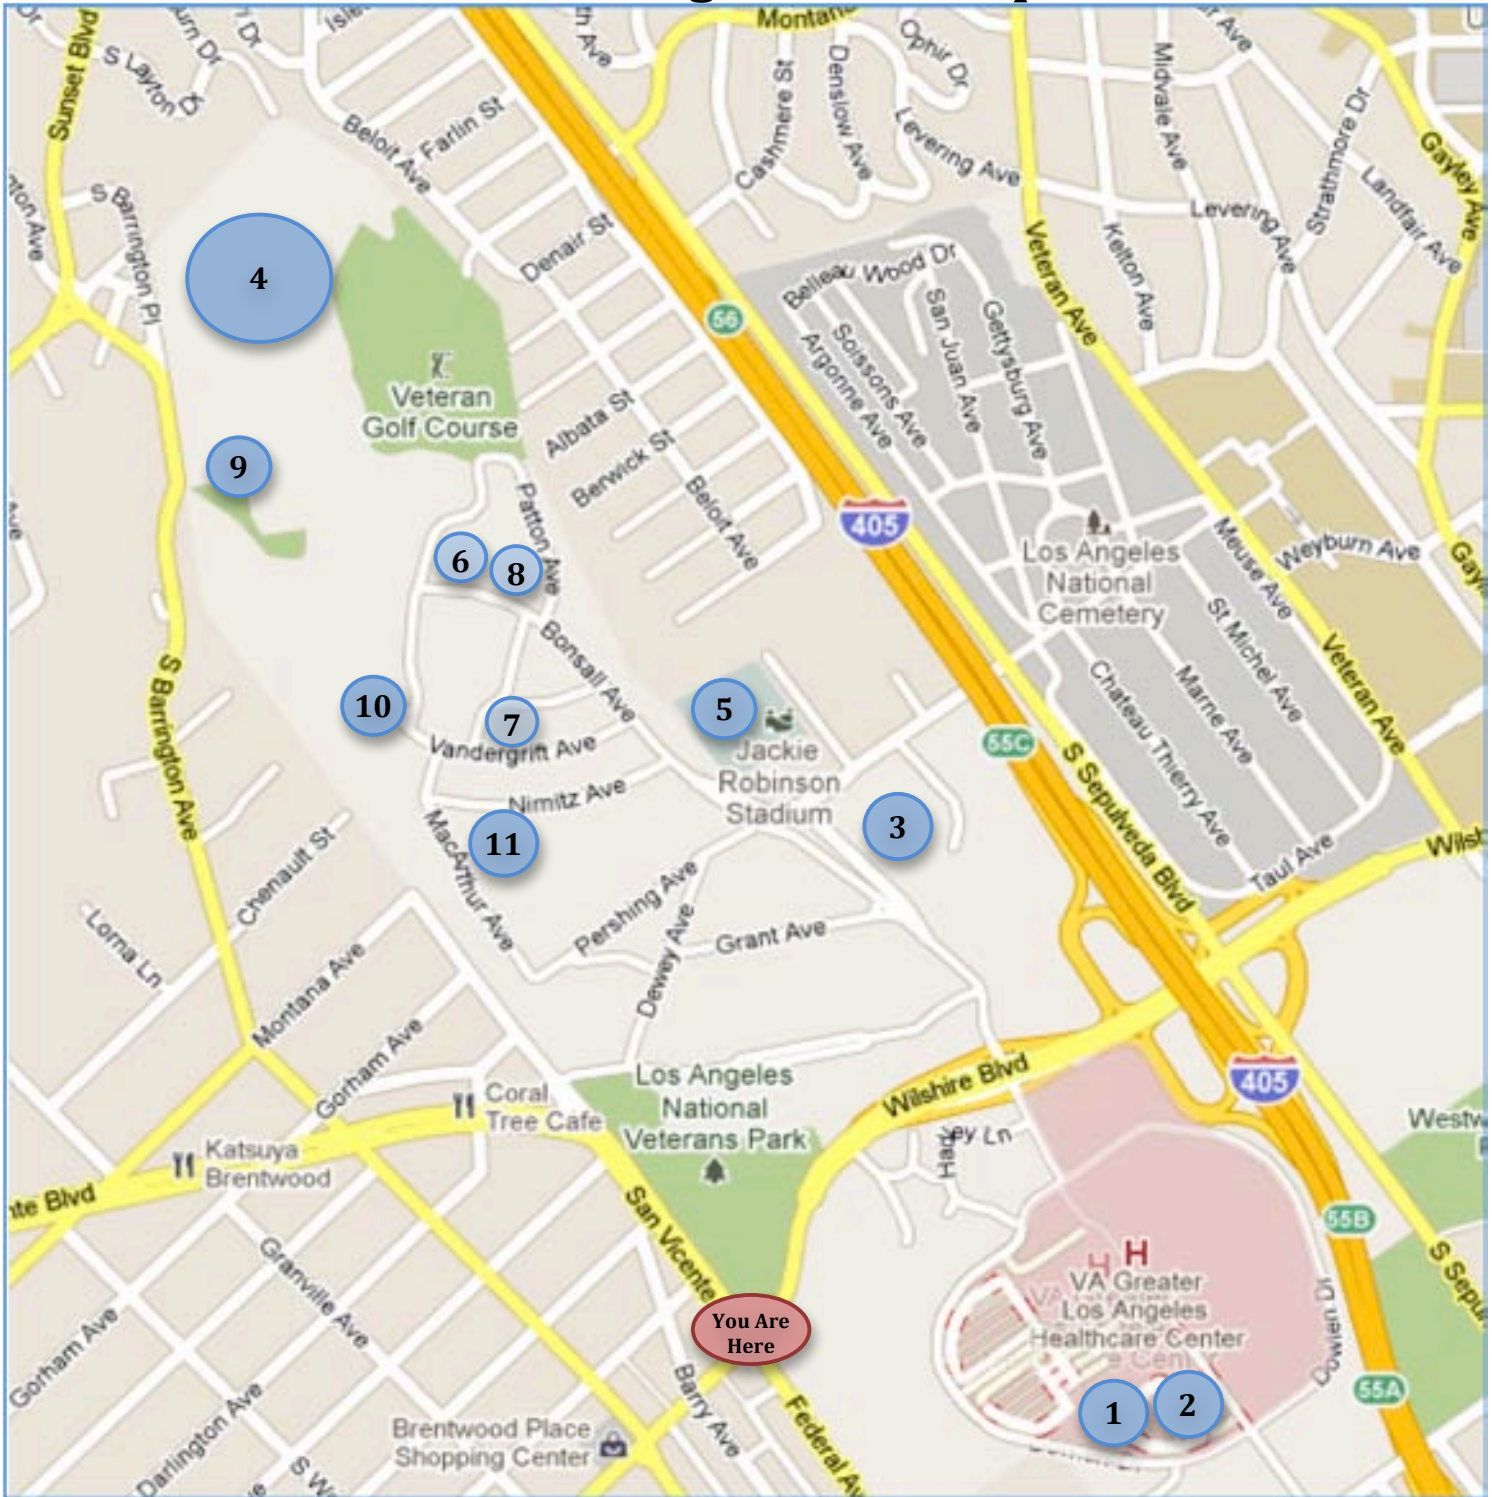 Montana
Sunset Blvd
S Layton Dr
Beloit Ave
Farlin St
Cashmere St
Denslow Ave
Ophir Dr
Levering Ave
Midvale Ave
Strathmore Dr
Gayley Ave
Landfair Ave
Levering Ave
Kelton Ave
Veteran Ave
S Barrington Pl
Denair St
4
56
Belleau Wood Dr
San Juan Ave
Gettysburg Ave
Soissons Ave
Argonne Ave
Veteran
Golf Course
Albata St
Berwick St
Beloit Ave
9
Patton Ave
405
Los Angeles
National
Cemetery
Meuse Ave
Weyburn Ave
6
8
St Michel Ave
Veteran Ave
Bonsall Ave
S Barrington Ave
10
7
5
Vandergrift Ave
Jackie
Robinson
Stadium
55C
Chateau Thierry Ave
Marne Ave
S Sepulveda Blvd
Nimitz Ave
3
11
MacArthur Ave
Taul Ave
Chenault St
Pershing Ave
Lorna Ln
Dewey Ave
Grant Ave
Montana Ave
Gorham Ave
Los Angeles
National
Veterans Park
Wilshire Blvd
405
Coral
Tree Cafe
Katsuya
Brentwood
San Vicente
Granville Ave
55B
H
VA Greater
Los Angeles
Healthcare Center
You Are
Here
Gorham Ave
Barry Ave
Federal
55A
1
2
Brentwood Place
Shopping Center
Darlington Ave